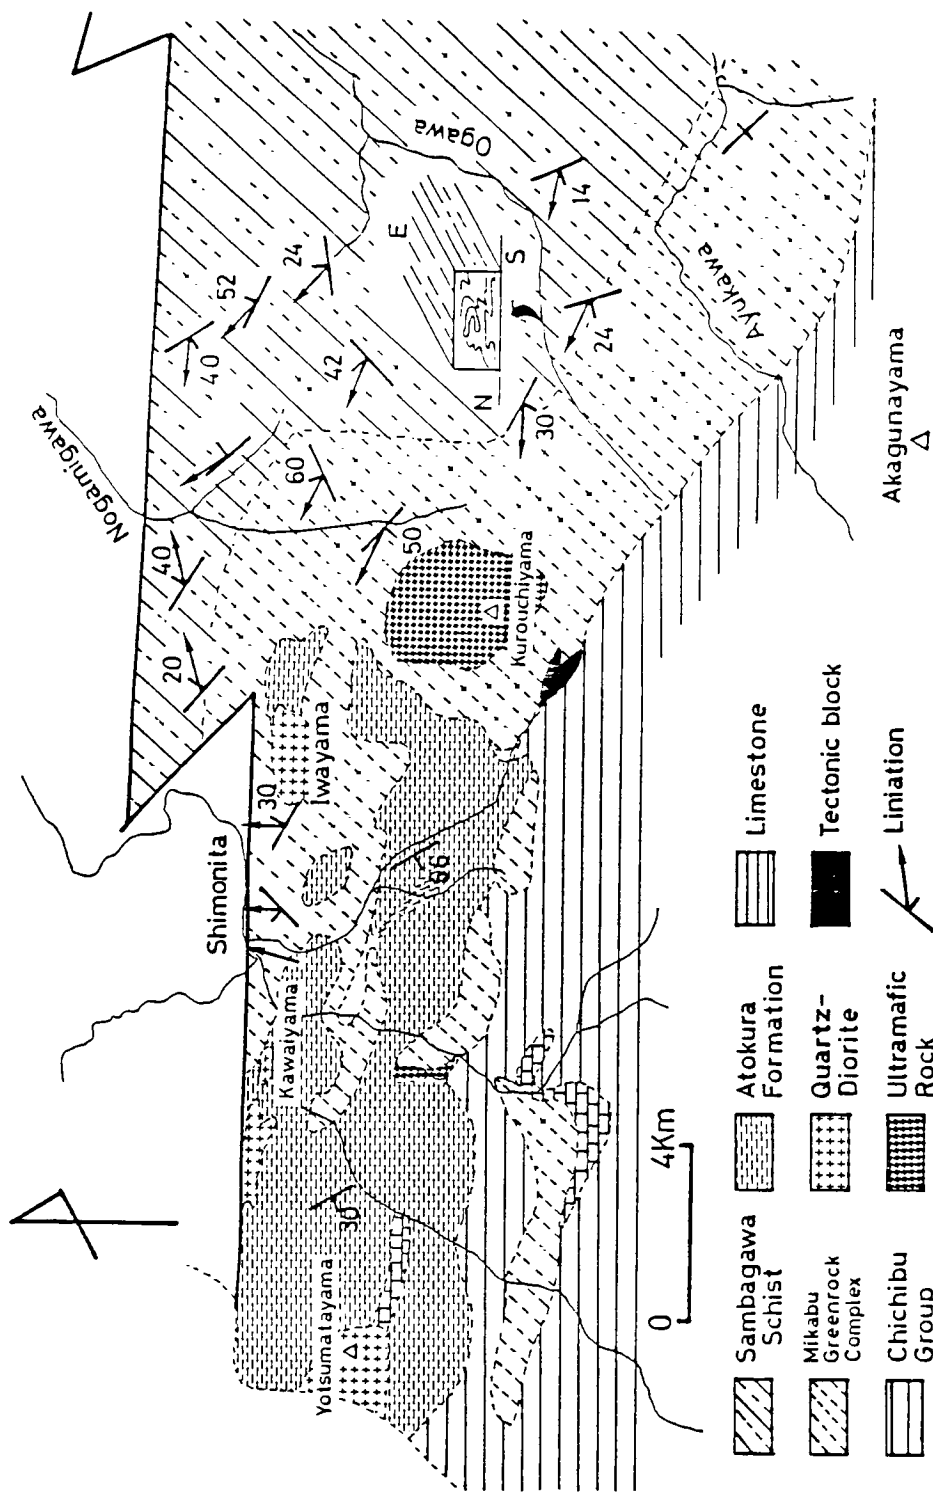 Shimonita
Nogamigawa
20
40
40
52
24
Kawaiyama
30
Iwayama
60
42
E
Ogawa
Yotsumatayama
30
50
N
S
Kurouchiyama
30
24
14
Ayukawa
Akagunayama
0
4Km
Sambagawa
Schist
Mikabu
Greenrock
Complex
Chichibu
Group
Atokura
Formation
Quartz-
Diorite
Ultramafic
Rock
Limestone
Tectonic block
Liniation